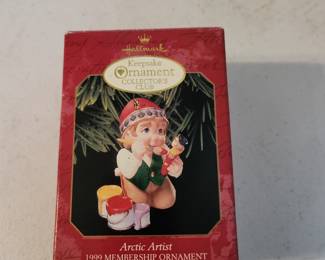 Hallmark
Keepsake
Ornament
COLLECTOR'S
CLUB
Arctic Artist
1999 MEMBERSHIP ORNAMENT